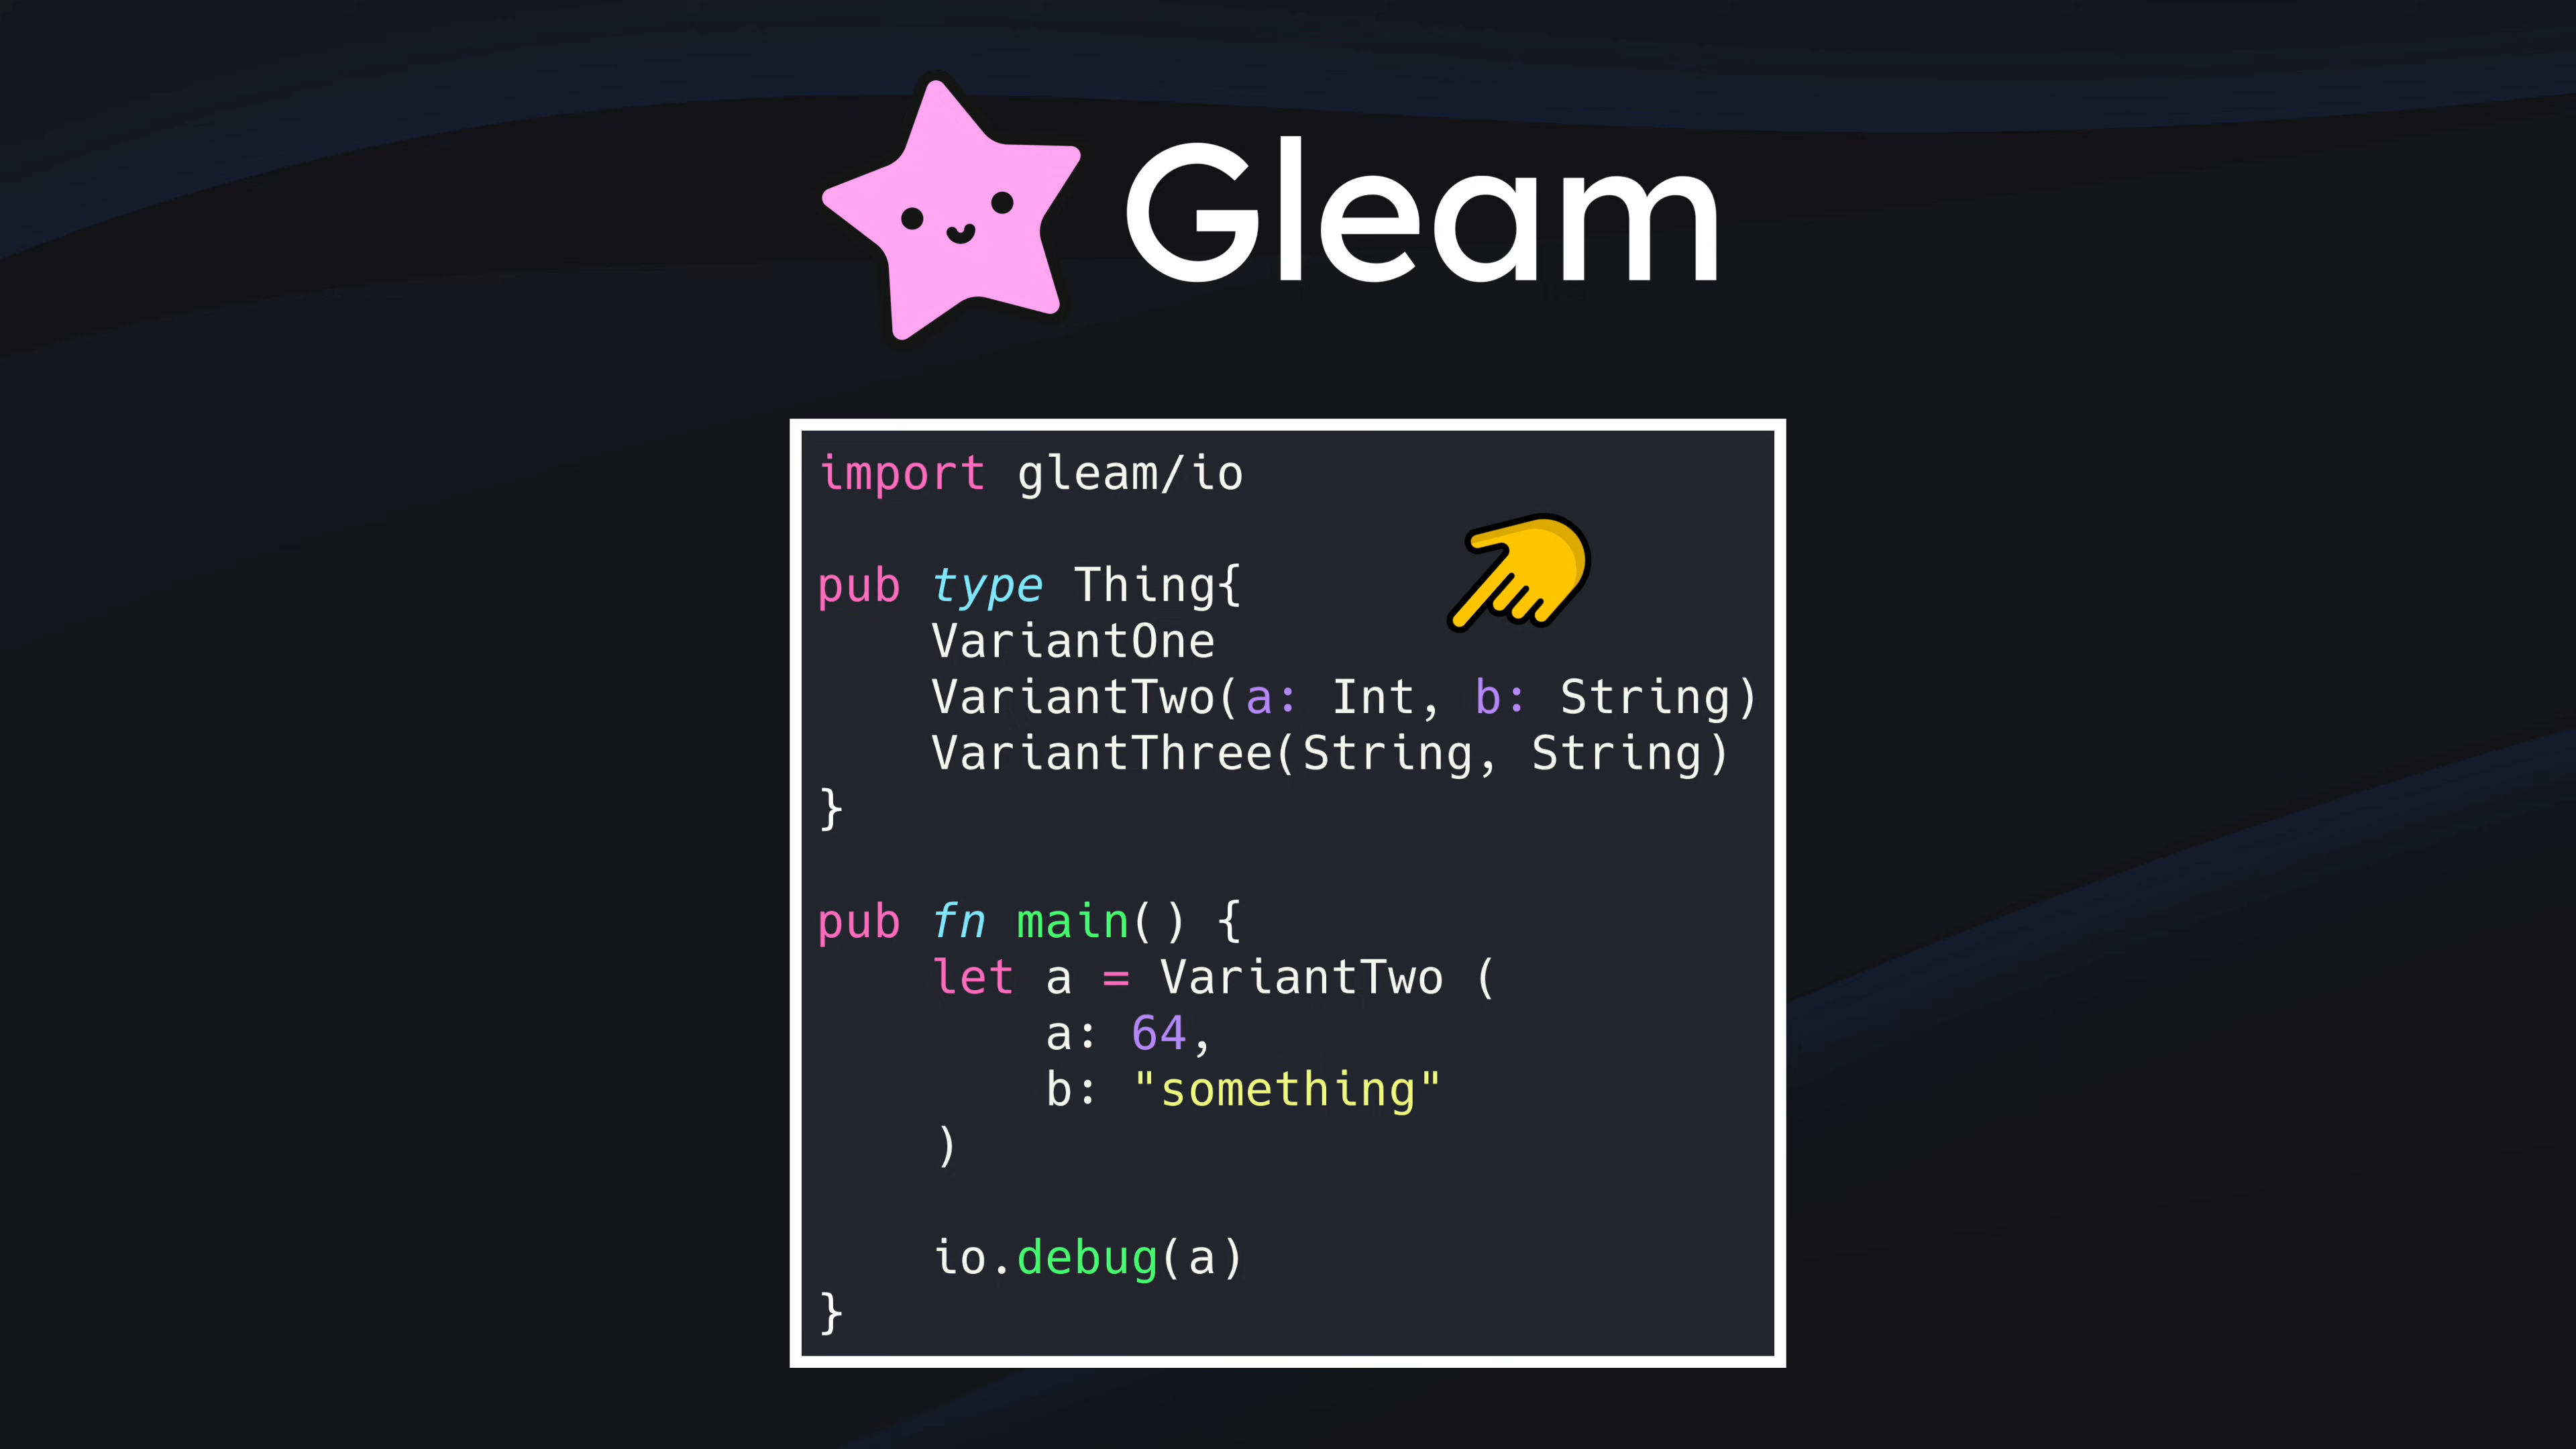 Gleam
import gleam/io
pub type Thing{
VariantOne
VariantTwo(a: Int, b: String)
VariantThree(String, String)
}
pub fn main() {
let a = VariantTwo (
a: 64,
b: "something"
)
io.debug(a)
}